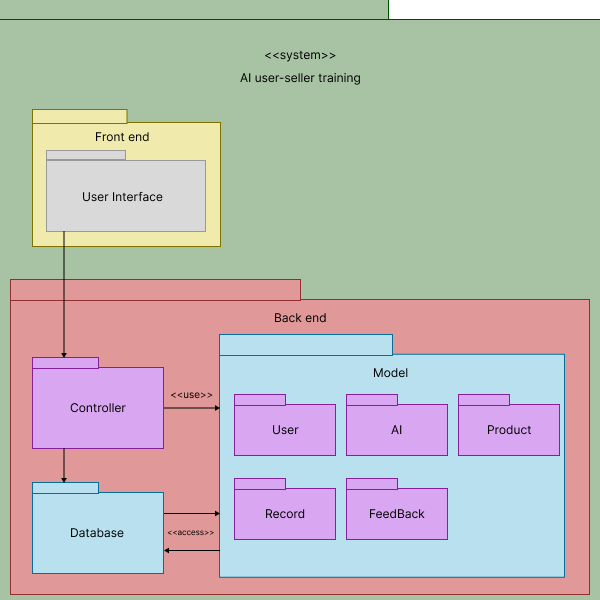 <<system>>
AI user-seller training
Front end
User Interface
Back end
Model
Controller
<<use>>
User
AI
Product
Record
FeedBack
Database
<<access>>